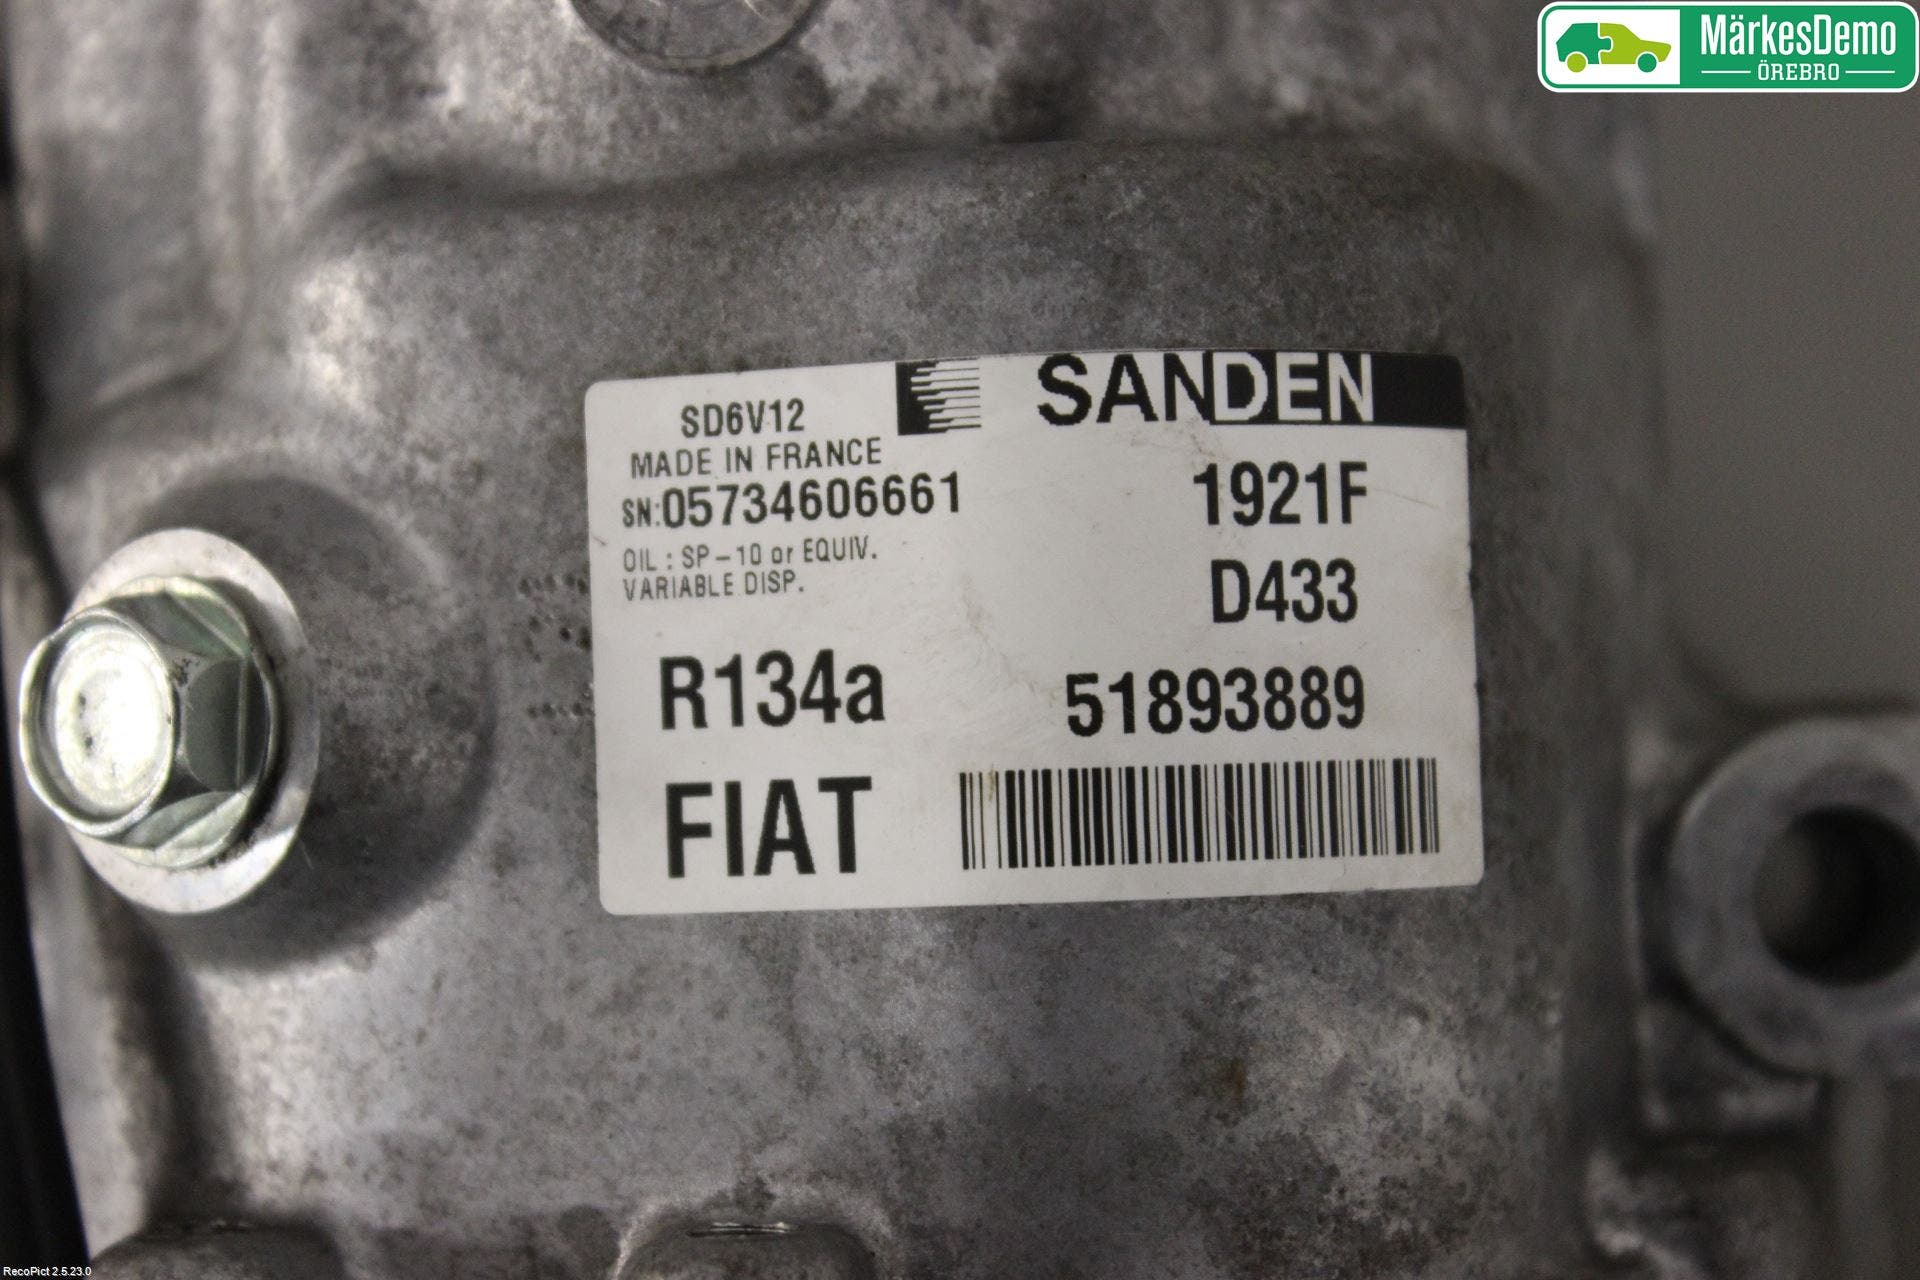 MärkesDemo
ÖREBRO
SANDEN
SD6V12
MADE IN FRANCE
SN:05734606661
1921F
OIL : SP-10 or EQUIV.
VARIABLE DISP.
D433
R134a
51893889
FIAT
RecoPict 2.5.23.0